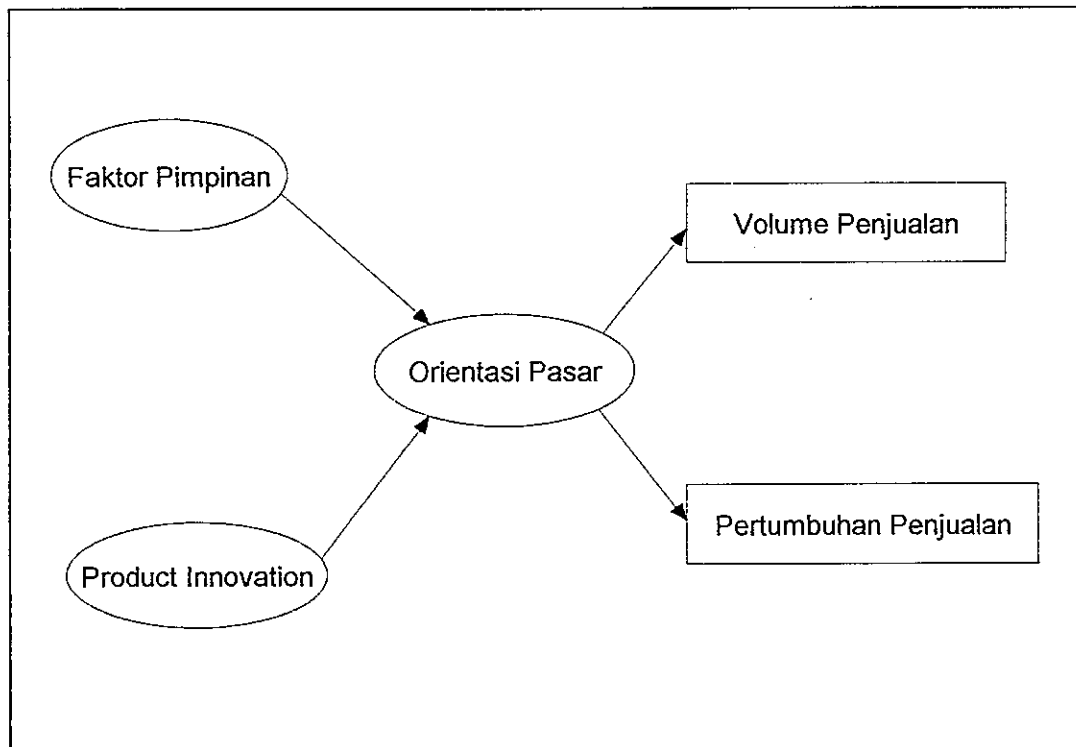 Faktor Pimpinan
Volume Penjualan
Orientasi Pasar
Pertumbuhan Penjualan
Product Innovation